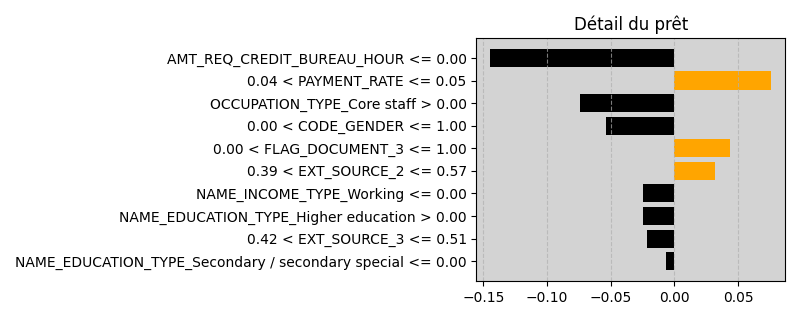 Détail du prêt
AMT_REQ_CREDIT_BUREAU_HOUR <= 0.00
0.04 < PAYMENT_RATE <= 0.05
OCCUPATION_TYPE_Core staff > 0.00
0.00 < CODE_GENDER <= 1.00
0.00 < FLAG_DOCUMENT_3 <= 1.00
0.39 < EXT_SOURCE_2 <= 0.57
NAME_INCOME_TYPE_Working <= 0.00
NAME_EDUCATION_TYPE_Higher education > 0.00
0.42 < EXT_SOURCE_3 <= 0.51
NAME_EDUCATION_TYPE_Secondary / secondary special <= 0.00
−0.15 −0.10 −0.05 0.00 0.05